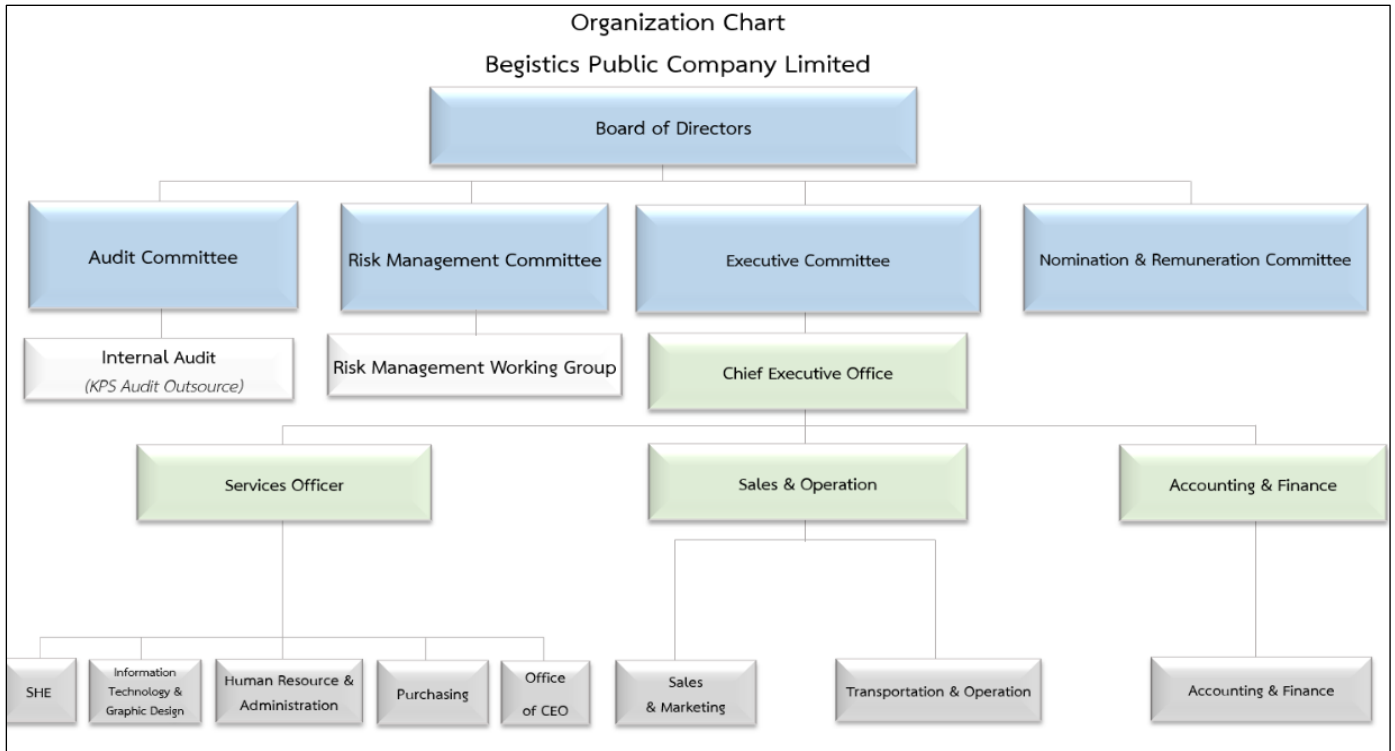 Organization Chart
Begistics Public Company Limited
Board of Directors
Audit Committee
Risk Management Committee
Executive Committee
Nomination & Remuneration Committee
Internal Audit
(KPS Audit Outsource)
Risk Management Working Group
Chief Executive Office
Services Officer
Sales & Operation
Accounting & Finance
SHE
Information
Technology &
Graphic Design
Human Resource &
Administration
Purchasing
Office
of CEO
Sales
& Marketing
Transportation & Operation
Accounting & Finance